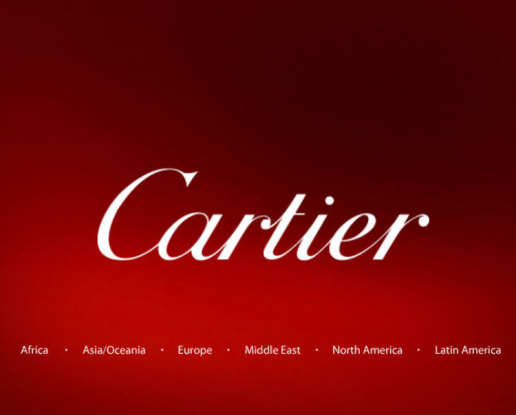 Cartier
Africa • Asia/Oceania • Europe • Middle East • North America • Latin America